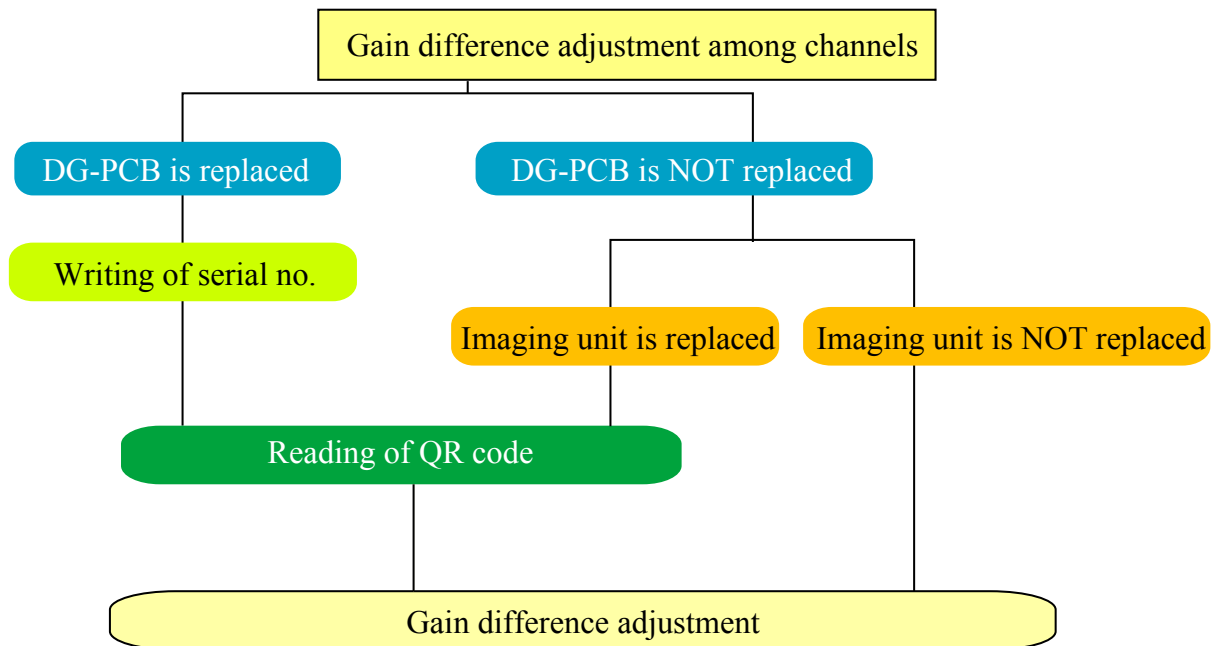 Gain difference adjustment among channels
DG-PCB is replaced
DG-PCB is NOT replaced
Writing of serial no.
Imaging unit is replaced
Imaging unit is NOT replaced
Reading of QR code
Gain difference adjustment